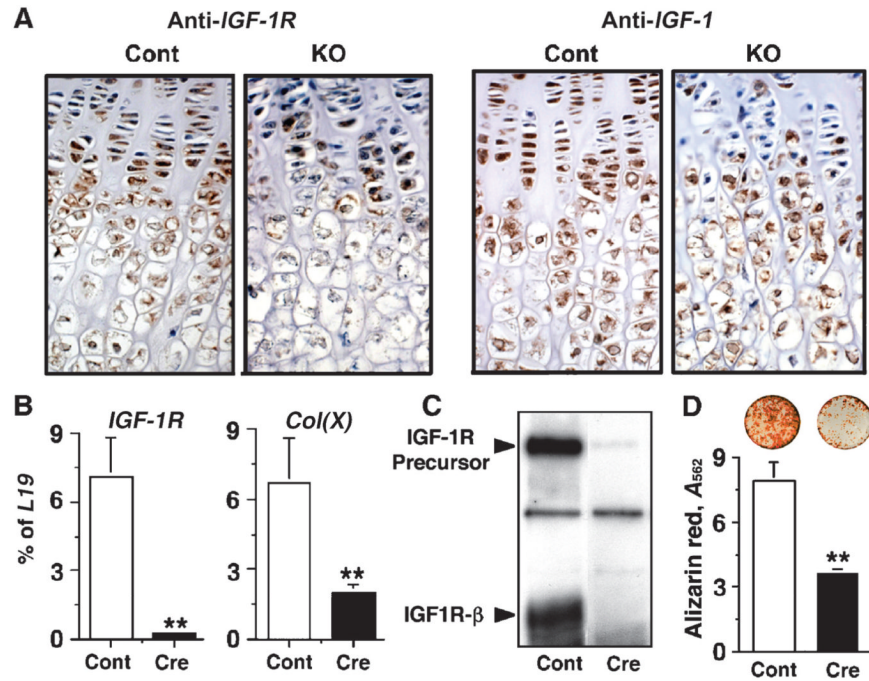 A
Anti-IGF-1R
Anti-IGF-1
Cont
KO
Cont
KO
B
IGF-1R
Col(X)
% of L19
9
6
3
0
Cont
Cre
**
9
6
3
0
Cont
Cre
**
C
IGF-1R
Precursor
IGF1R-β
Cont
Cre
D
Alizarin red, A562
9
6
3
0
**
Cont
Cre